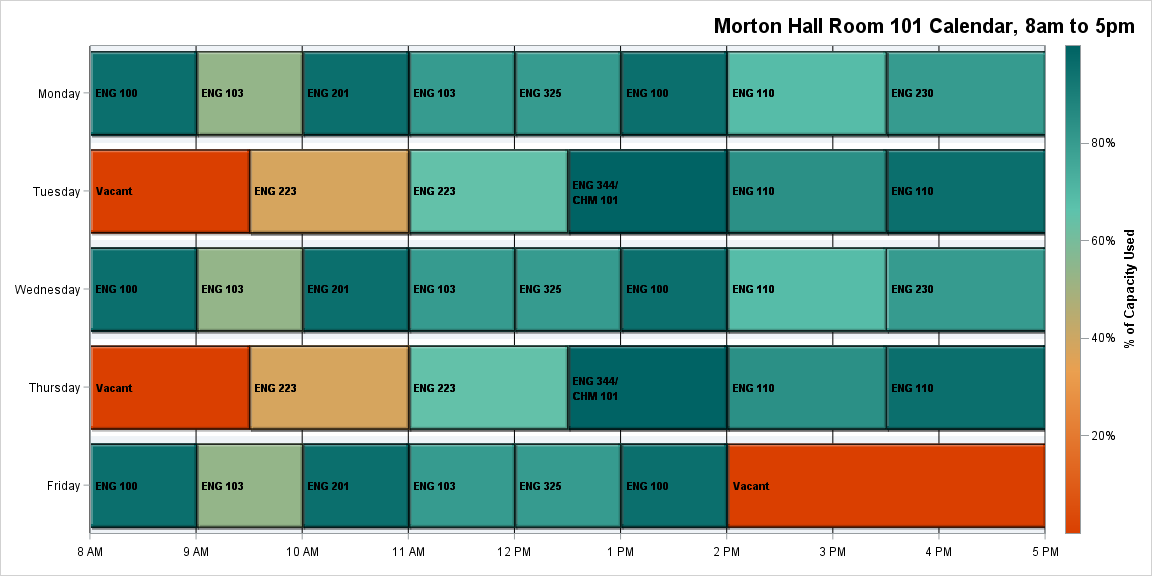 Morton Hall Room 101 Calendar, 8am to 5pm
Monday
ENG 100
ENG 103
ENG 201
ENG 103
ENG 325
ENG 100
ENG 110
ENG 230
Tuesday
Vacant
ENG 223
ENG 223
ENG 344/
CHM 101
ENG 110
ENG 110
Wednesday
ENG 100
ENG 103
ENG 201
ENG 103
ENG 325
ENG 100
ENG 110
ENG 230
Thursday
Vacant
ENG 223
ENG 223
ENG 344/
CHM 101
ENG 110
ENG 110
Friday
ENG 100
ENG 103
ENG 201
ENG 103
ENG 325
ENG 100
Vacant
8 AM
9 AM
10 AM
11 AM
12 PM
1 PM
2 PM
3 PM
4 PM
5 PM
80%
60%
40%
20%
% of Capacity Used